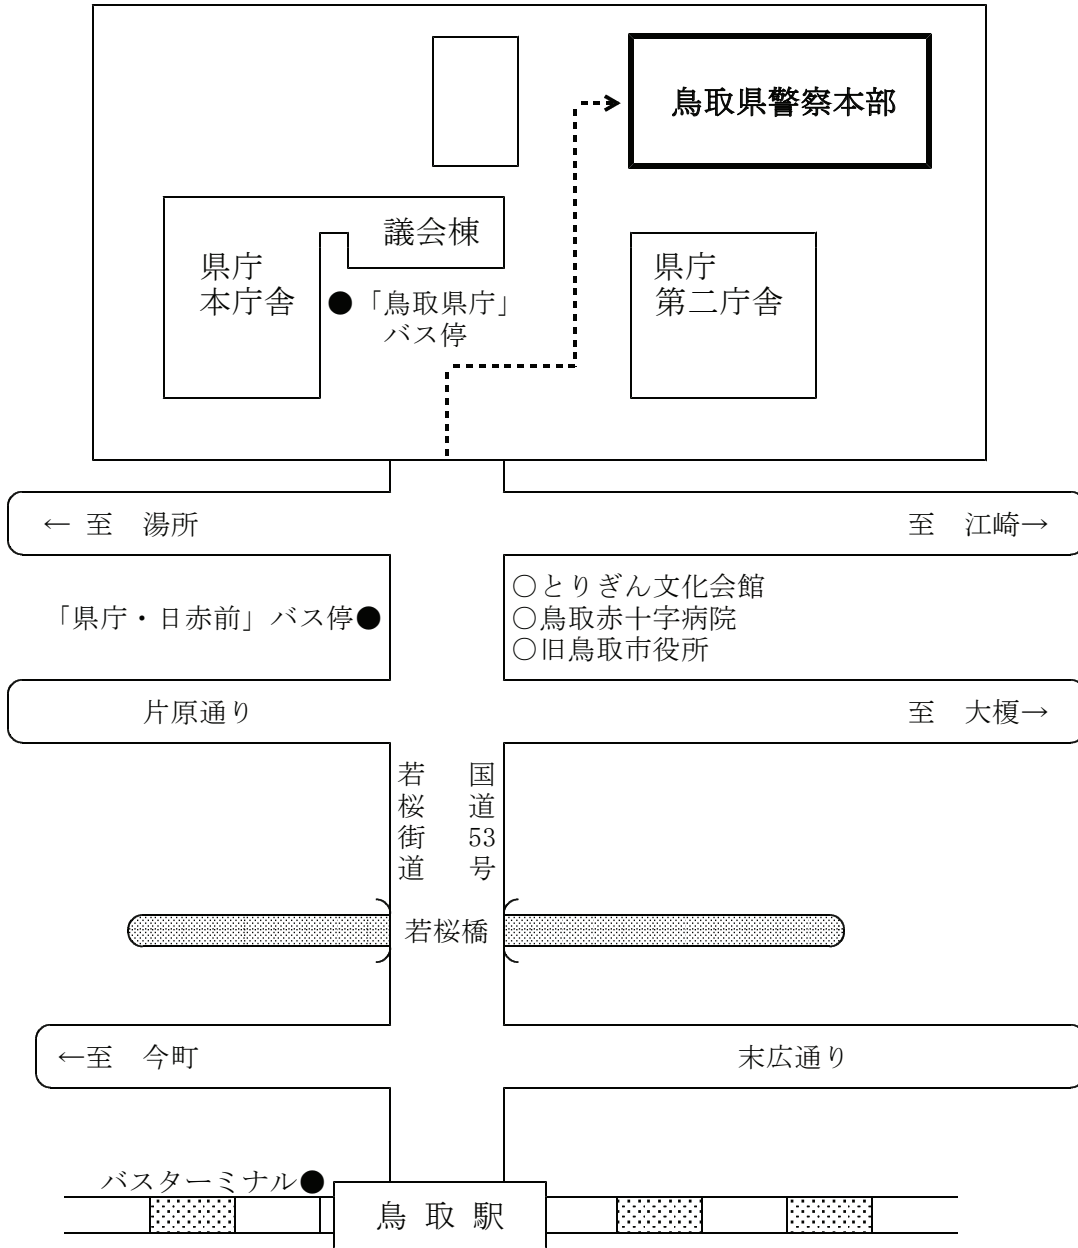 鳥取県警察本部
議会棟
県庁
本庁舎
県庁
第二庁舎
●「鳥取県庁」
バス停
← 至　湯所
至　江崎→
「県庁・日赤前」バス停●
○とりぎん文化会館
○鳥取赤十字病院
○旧鳥取市役所
片原通り
至　大榎→
若桜街道
国道53号
若桜橋
←至　今町
末広通り
バスターミナル●
鳥 取 駅